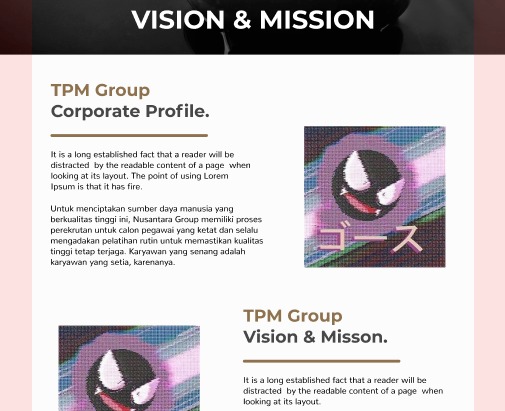 VISION & MISSION
TPM Group
Corporate Profile.
It is a long established fact that a reader will be
distracted by the readable content of a page when
looking at its layout. The point of using Lorem
Ipsum is that it has fire.
Untuk menciptakan sumber daya manusia yang
berkualitas tinggi ini, Nusantara Group memiliki proses
perekrutan untuk calon pegawai yang ketat dan selalu
mengadakan pelatihan rutin untuk memastikan kualitas
tinggi tetap terjaga. Karyawan yang senang adalah
karyawan yang setia, karenanya.
ゴース
TPM Group
Vision & Misson.
It is a long established fact that a reader will be
distracted by the readable content of a page when
looking at its layout.